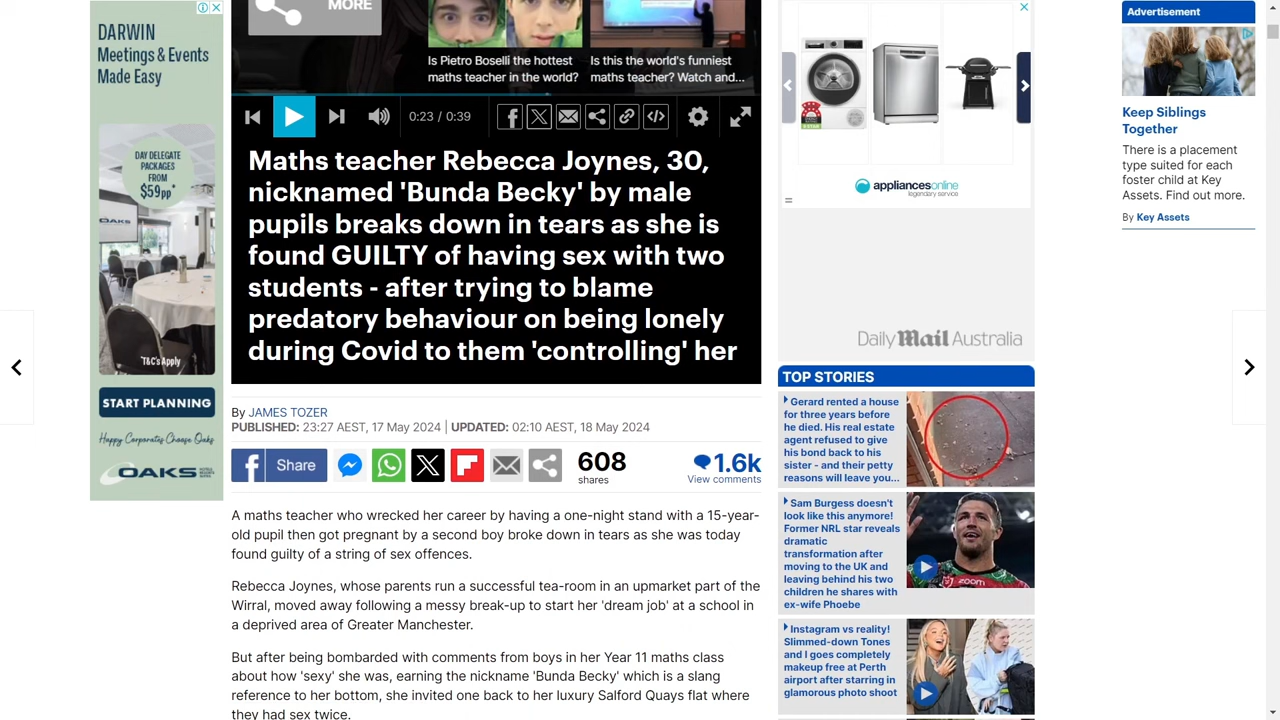 DARWIN
Meetings & Events
Made Easy
DAY DELEGATE
PACKAGES
FROM
$59pp*
OAKS
*T&C's Apply
START PLANNING
Happy Corporates Choose Oaks
OAKS
MORE
Is Pietro Boselli the hottest
maths teacher in the world?
Is this the world's funniest
maths teacher? Watch and...
0:23 / 0:39
Maths teacher Rebecca Joynes, 30,
nicknamed 'Bunda Becky' by male
pupils breaks down in tears as she is
found GUILTY of having sex with two
students - after trying to blame
predatory behaviour on being lonely
during Covid to them 'controlling' her
By JAMES TOZER
PUBLISHED: 23:27 AEST, 17 May 2024 | UPDATED: 02:10 AEST, 18 May 2024
Share
608
shares
1.6k
View comments
A maths teacher who wrecked her career by having a one-night stand with a 15-year-
old pupil then got pregnant by a second boy broke down in tears as she was today
found guilty of a string of sex offences.
Rebecca Joynes, whose parents run a successful tea-room in an upmarket part of the
Wirral, moved away following a messy break-up to start her 'dream job' at a school in
a deprived area of Greater Manchester.
But after being bombarded with comments from boys in her Year 11 maths class
about how 'sexy' she was, earning the nickname 'Bunda Becky' which is a slang
reference to her bottom, she invited one back to her luxury Salford Quays flat where
they had sex twice.
appliancesonline
legendary service
Daily Mail Australia
TOP STORIES
Gerard rented a house
for three years before
he died. His real estate
agent refused to give
his bond back to his
sister - and their petty
reasons will leave you...
Sam Burgess doesn't
look like this anymore!
Former NRL star reveals
dramatic
transformation after
moving to the UK and
leaving behind his two
children he shares with
ex-wife Phoebe
zoom
Instagram vs reality!
Slimmed-down Tones
and I goes completely
makeup free at Perth
airport after starring in
glamorous photo shoot
Advertisement
Keep Siblings
Together
There is a placement
type suited for each
foster child at Key
Assets. Find out more.
By Key Assets